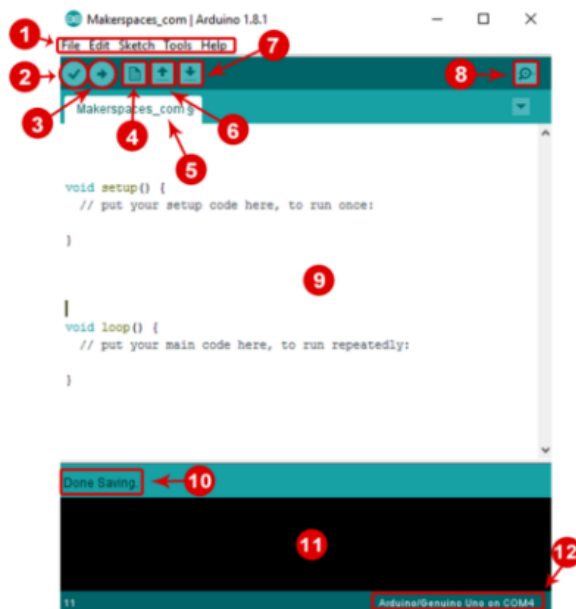 Makerspaces_com | Arduino 1.8.1
1
File Edit Sketch Tools Help
7
2
8
3
4
6
Makerspaces_com §
5
void setup() {
// put your setup code here, to run once:
}
9
void loop() {
// put your main code here, to run repeatedly:
}
Done Saving.
10
11
12
11
Arduino/Genuino Uno on COM4